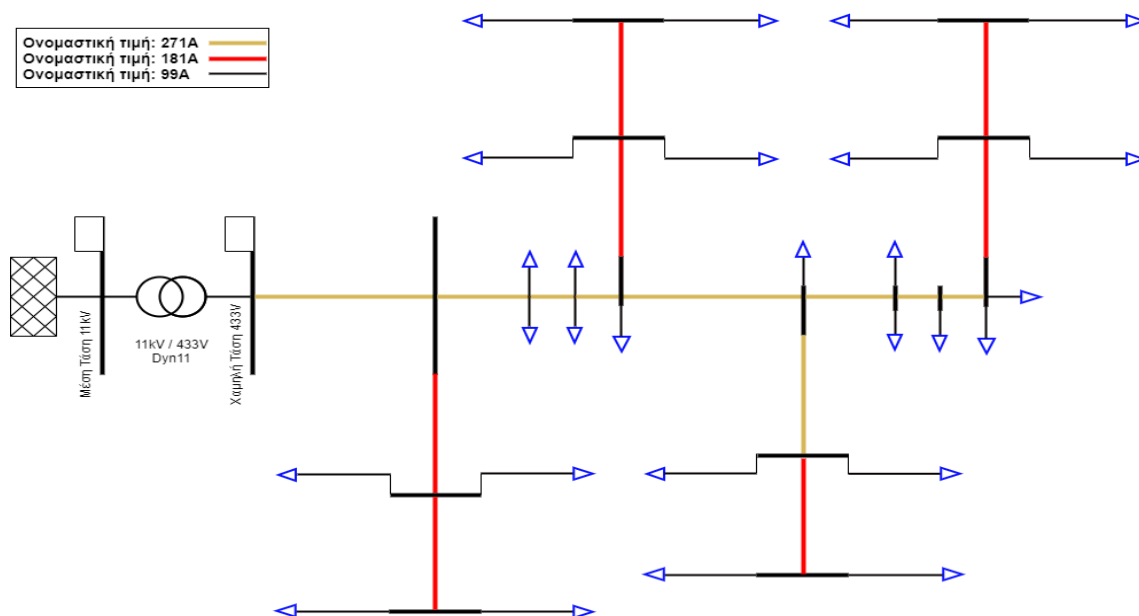 Ονομαστική τιμή: 271A
Ονομαστική τιμή: 181A
Ονομαστική τιμή: 99A
Μέση Τάση 11kV
11kV / 433V
Dyn11
Χαμηλή Τάση 433V